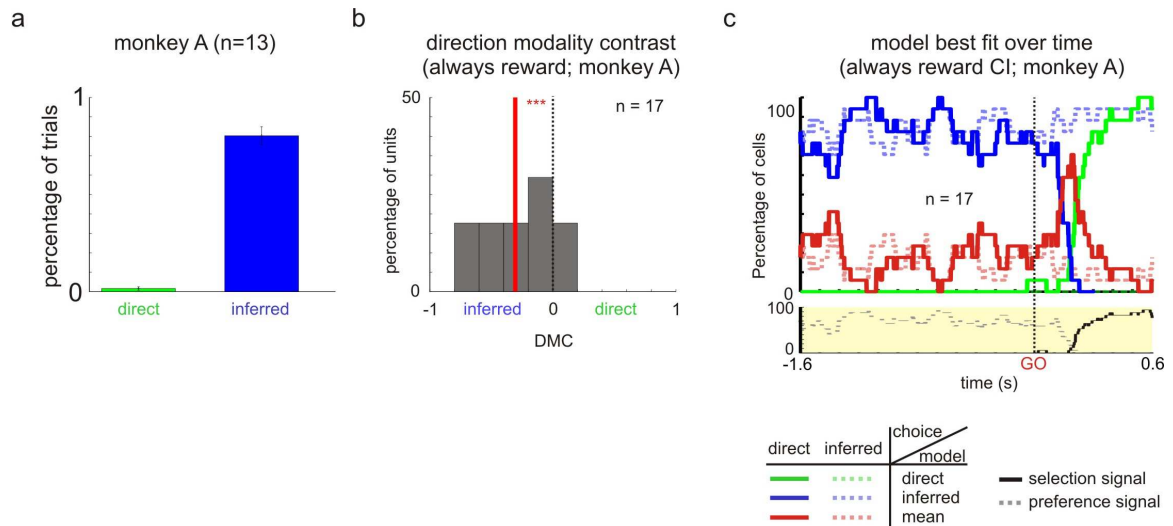 a
monkey A (n=13)
percentage of trials
1
0
direct
inferred
b
direction modality contrast
(always reward; monkey A)
percentage of units
50
0
***
n = 17
-1
0
1
inferred
direct
DMC
c
model best fit over time
(always reward CI; monkey A)
Percentage of cells
100
0
n = 17
100
0
-1.6
GO
0.6
time (s)
choice
direct inferred
model
direct
inferred
mean
selection signal
preference signal